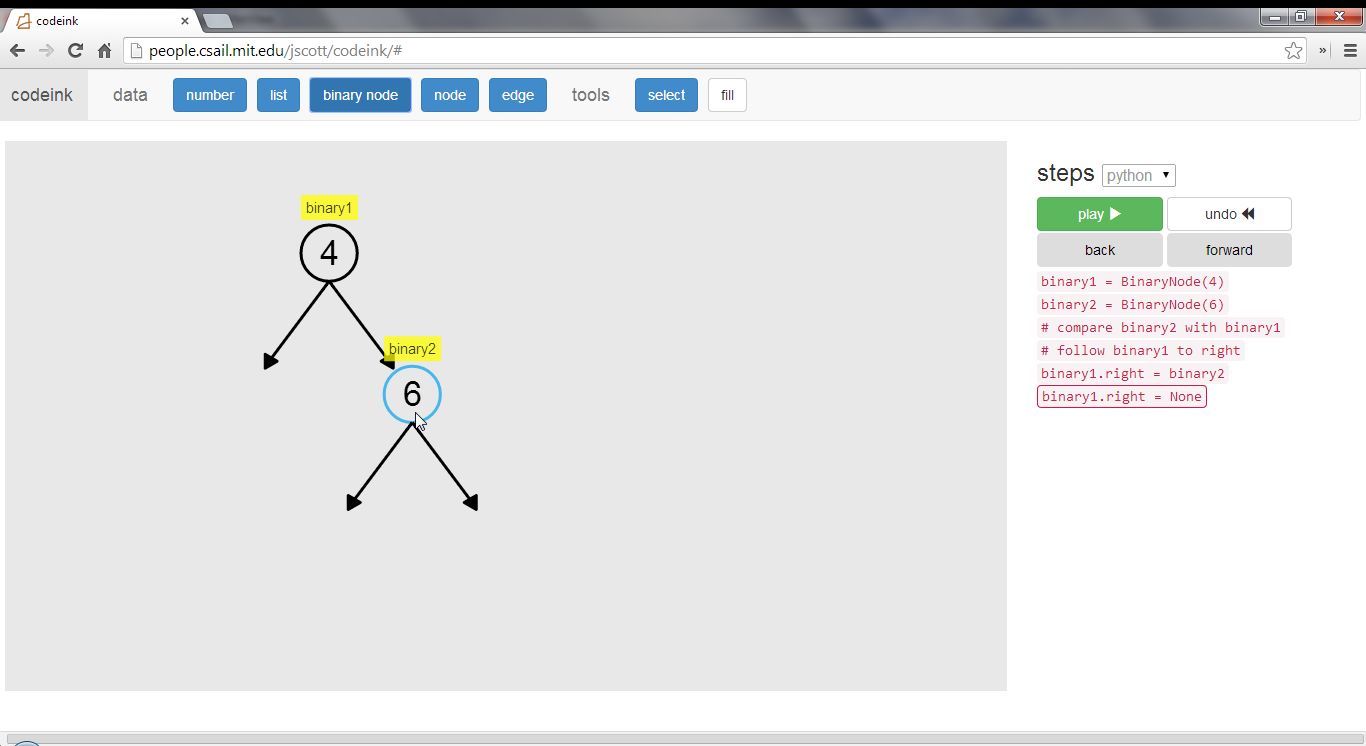 codeink
people.csail.mit.edu/jscott/codeink/#
codeink data number list binary node node edge tools select fill
steps python
play undo
back forward
binary1 = BinaryNode(4)
binary2 = BinaryNode(6)
# compare binary2 with binary1
# follow binary1 to right
binary1.right = binary2
binary1.right = None
binary1
4
binary2
6